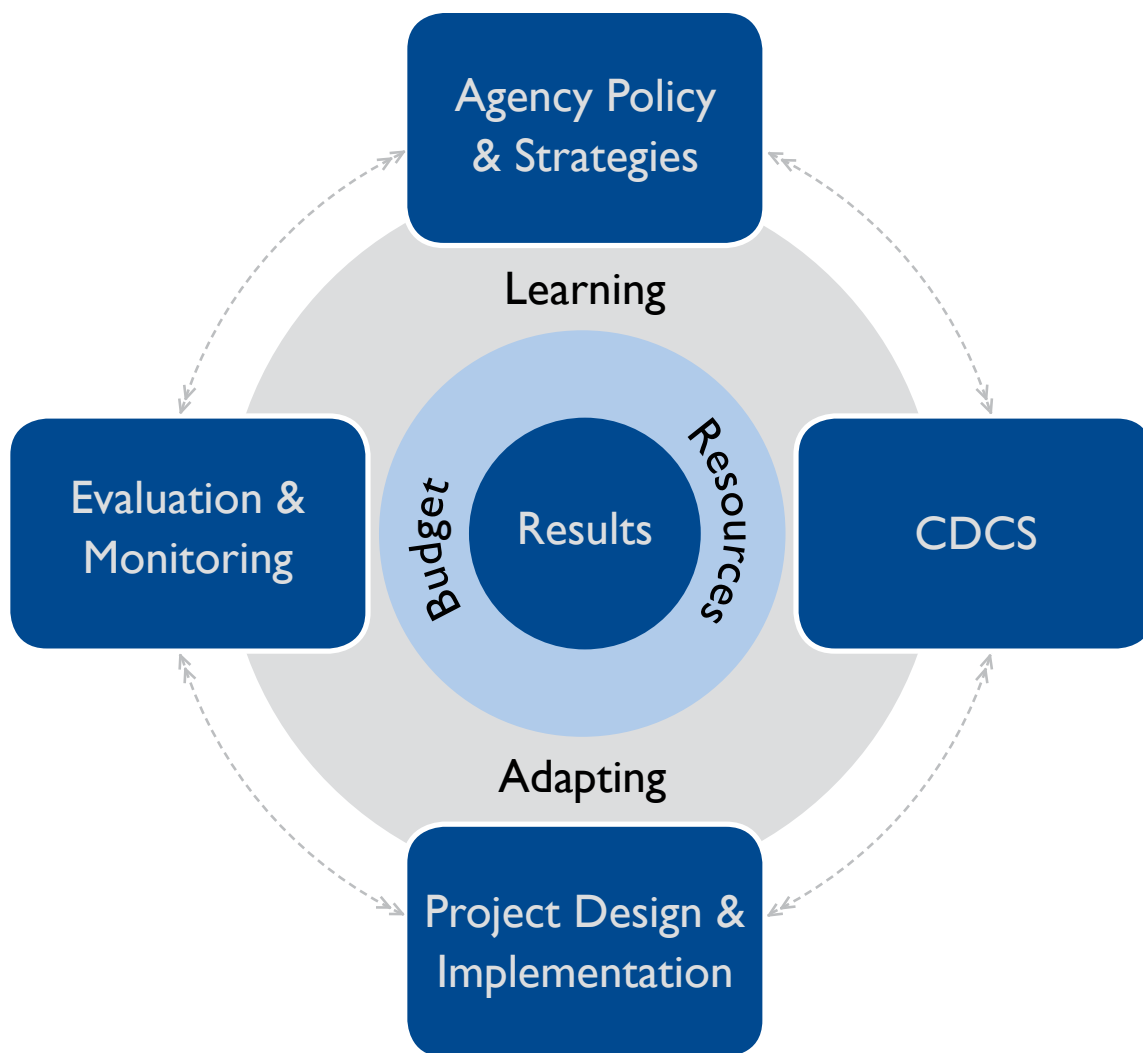 Agency Policy
& Strategies
Learning
Evaluation &
Monitoring
Budget
Results
Resources
CDCS
Adapting
Project Design &
Implementation